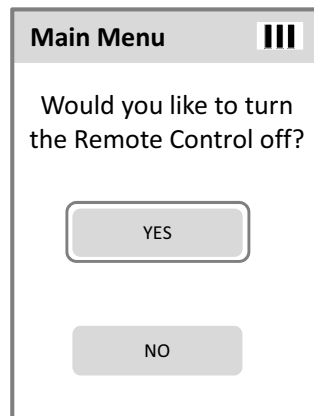 Main Menu
Would you like to turn
the Remote Control off?
YES
NO